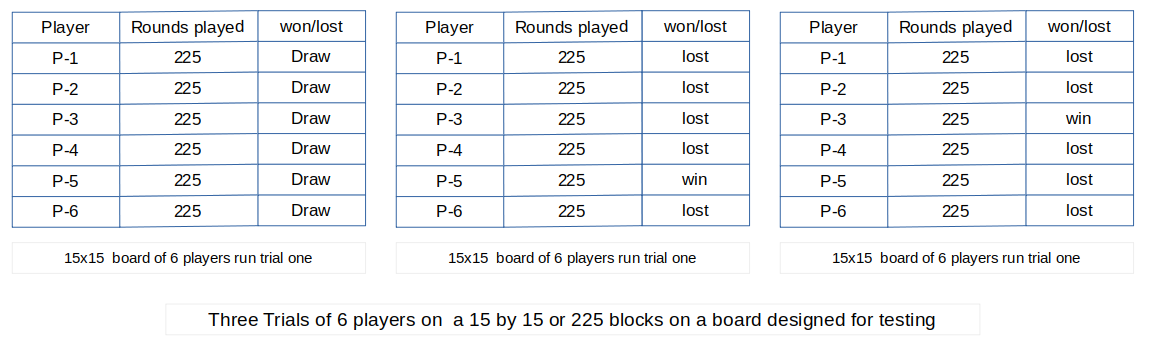 Player Rounds played won/lost
P-1 225 Draw
P-2 225 Draw
P-3 225 Draw
P-4 225 Draw
P-5 225 Draw
P-6 225 Draw
15x15 board of 6 players run trial one
Player Rounds played won/lost
P-1 225 lost
P-2 225 lost
P-3 225 lost
P-4 225 lost
P-5 225 win
P-6 225 lost
15x15 board of 6 players run trial one
Player Rounds played won/lost
P-1 225 lost
P-2 225 lost
P-3 225 win
P-4 225 lost
P-5 225 lost
P-6 225 lost
15x15 board of 6 players run trial one
Three Trials of 6 players on a 15 by 15 or 225 blocks on a board designed for testing